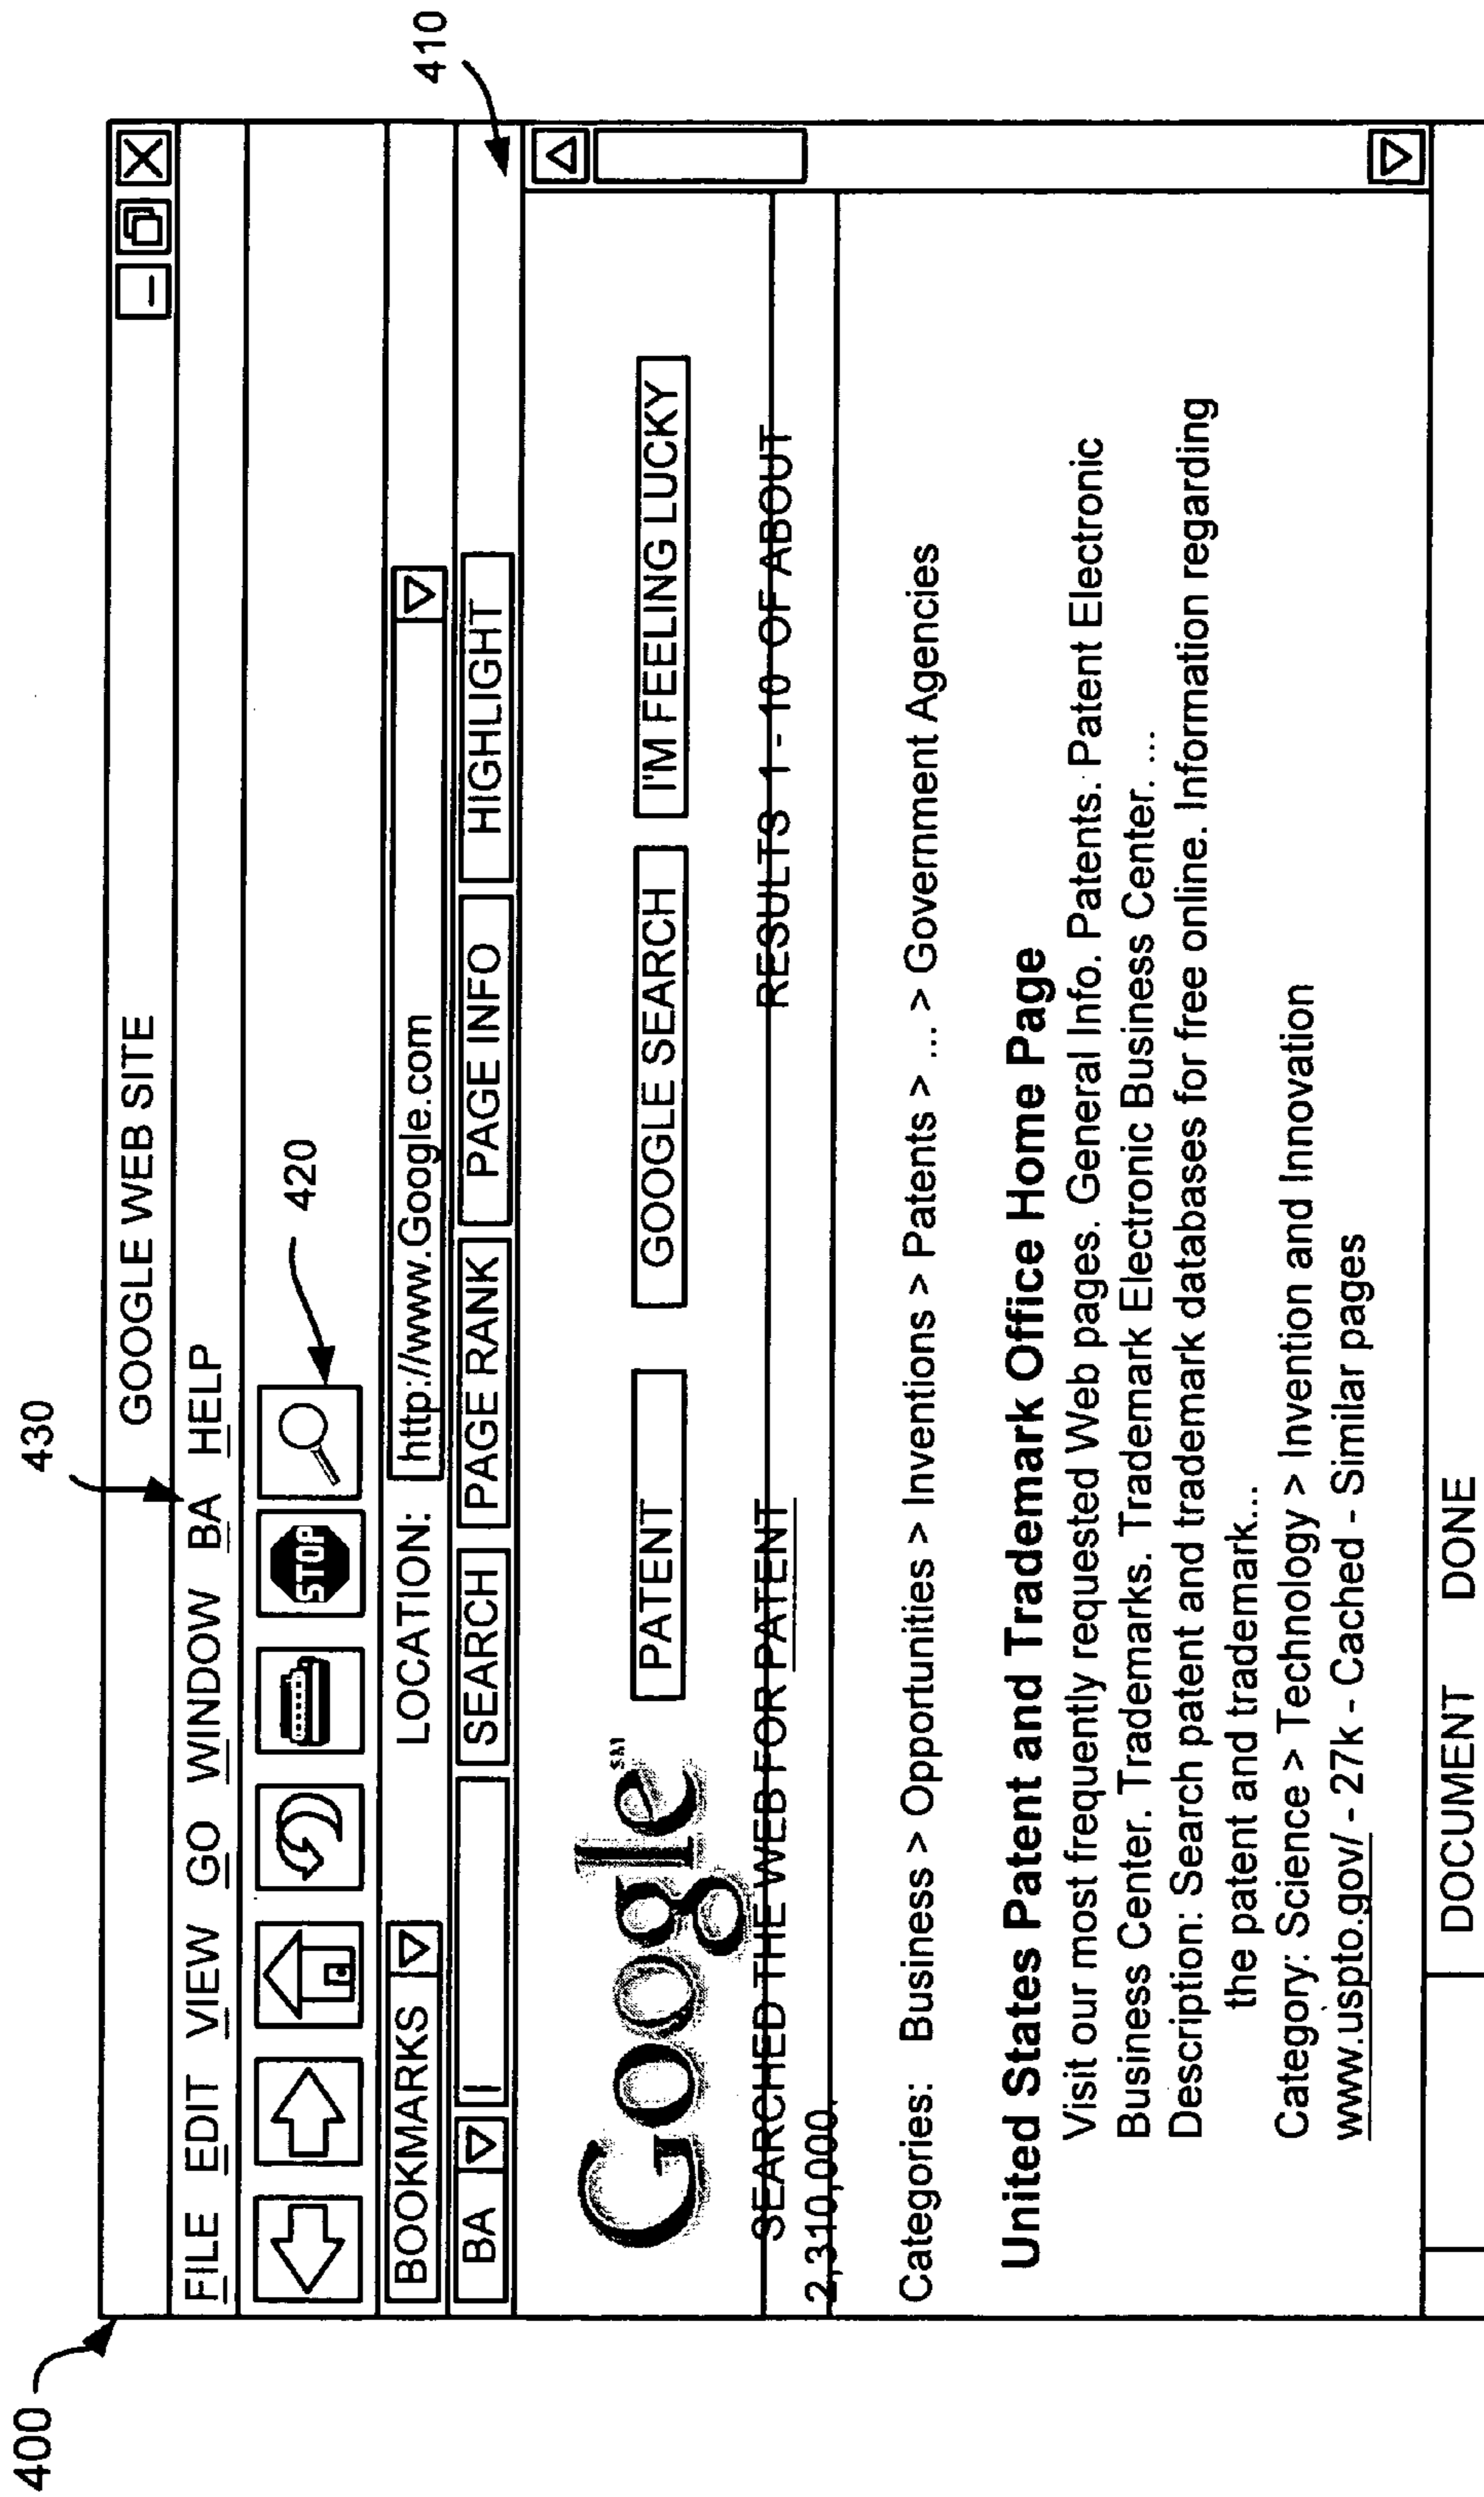 400
430
420
410
GOOGLE WEB SITE
FILE EDIT VIEW GO WINDOW BA HELP
STOP
BOOKMARKS LOCATION: http://www.Google.com
BA SEARCH PAGE RANK PAGE INFO HIGHLIGHT
Google SM PATENT GOOGLE SEARCH I'M FEELING LUCKY
SEARCHED THE WEB FOR PATENT RESULTS 1 - 10 OF ABOUT
2,310,000.
Categories: Business > Opportunities > Inventions > Patents > ... > Government Agencies
United States Patent and Trademark Office Home Page
Visit our most frequently requested Web pages. General Info. Patents. Patent Electronic
Business Center. Trademarks. Trademark Electronic Business Center. ...
Description: Search patent and trademark databases for free online. Information regarding
the patent and trademark...
Category: Science > Technology > Invention and Innovation
www.uspto.gov/ - 27k - Cached - Similar pages
DOCUMENT DONE